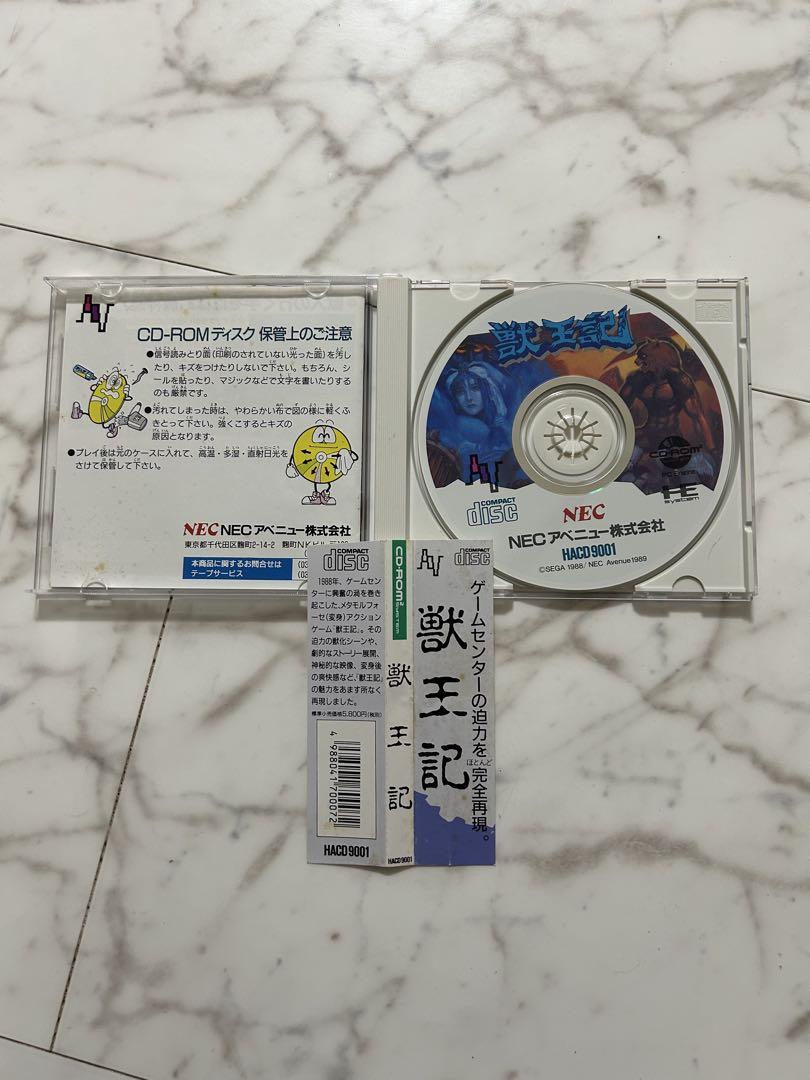 CD-ROMディスク 保管上のご注意
●信号読みとり面(印刷のされていない光った面)を汚し
たり、キズをつけたりしないで下さい。もちろん、シ
ールを貼ったり、マジックなどで文字を書いたりする
のも厳禁です。
●汚れてしまった時は、やわらかい布で図の様に軽くふ
きとって下さい。強くこするとキズの
原因となります。
●プレイ後は元のケースに入れて、高温・多湿・直射日光を
さけて保管して下さい。
NEC NEC アベニュー株式会社
東京都千代田区麹町2-14-2
本商品に関するお問合せは
テープサービス
獣王記
AV
CD-ROM²
PC Engine
HE
system
COMPACT
disc
NEC
NEC アベニュー株式会社
HACD9001
©SEGA 1988/ NEC Avenue1989
COMPACT
disc
1988年、ゲームセン
ターに興奮の渦を巻き
起こした、メタモルフォ
ーゼ(変身)アクション
ゲーム「獣王記」。その
迫力の獣化シーンや、
劇的なストーリー展開、
神秘的な映像、変身後
の爽快感など、「獣王記」
の魅力をあます所なく
再現しました。
標準小売価格5,800円(税別)
4988041700072
HACD9001
CD-ROM²
SYSTEM
獣王記
HACD9001
AV
COMPACT
disc
ゲームセンターの迫力を
ほとんど
完全再現。
獣王記